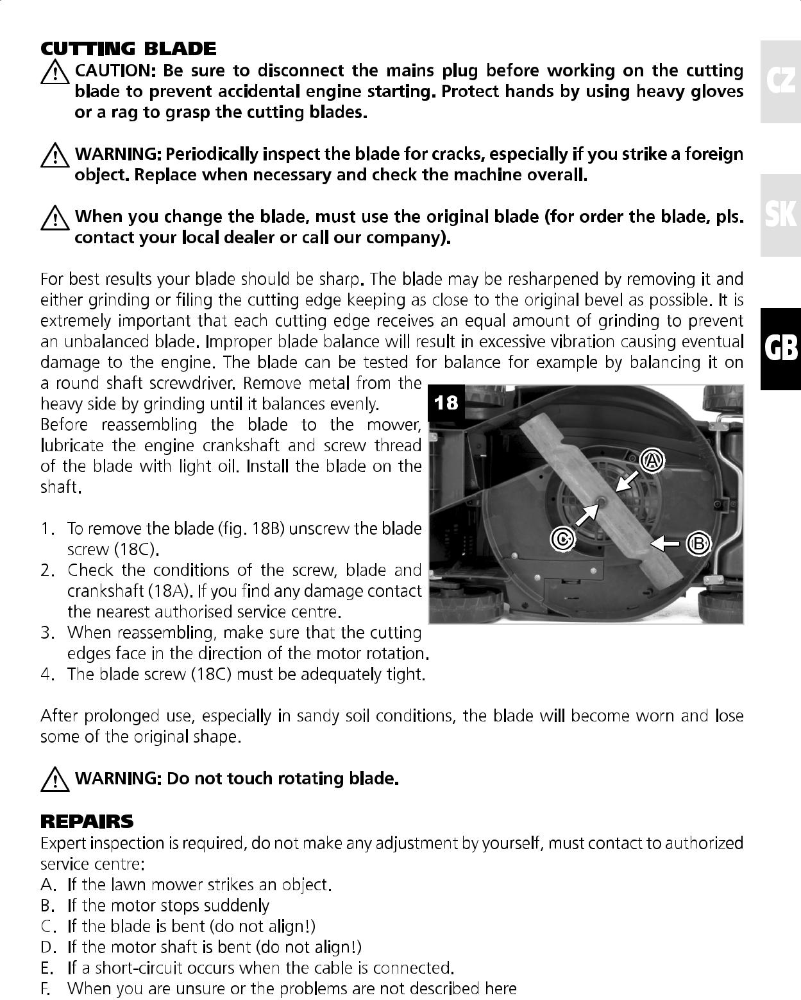 CUTTING BLADE
CAUTION: Be sure to disconnect the mains plug before working on the cutting
blade to prevent accidental engine starting. Protect hands by using heavy gloves
or a rag to grasp the cutting blades.
WARNING: Periodically inspect the blade for cracks, especially if you strike a foreign
object. Replace when necessary and check the machine overall.
When you change the blade, must use the original blade (for order the blade, pls.
contact your local dealer or call our company).
For best results your blade should be sharp. The blade may be resharpened by removing it and
either grinding or filing the cutting edge keeping as close to the original bevel as possible. It is
extremely important that each cutting edge receives an equal amount of grinding to prevent
an unbalanced blade. Improper blade balance will result in excessive vibration causing eventual
damage to the engine. The blade can be tested for balance for example by balancing it on
a round shaft screwdriver. Remove metal from the
heavy side by grinding until it balances evenly.
Before reassembling the blade to the mower,
lubricate the engine crankshaft and screw thread
of the blade with light oil. Install the blade on the
shaft.
1. To remove the blade (fig. 18B) unscrew the blade
screw (18C).
2. Check the conditions of the screw, blade and
crankshaft (18A). If you find any damage contact
the nearest authorised service centre.
3. When reassembling, make sure that the cutting
edges face in the direction of the motor rotation.
4. The blade screw (18C) must be adequately tight.
18
A
C
B
After prolonged use, especially in sandy soil conditions, the blade will become worn and lose
some of the original shape.
WARNING: Do not touch rotating blade.
REPAIRS
Expert inspection is required, do not make any adjustment by yourself, must contact to authorized
service centre:
A. If the lawn mower strikes an object.
B. If the motor stops suddenly
C. If the blade is bent (do not align!)
D. If the motor shaft is bent (do not align!)
E. If a short-circuit occurs when the cable is connected.
F. When you are unsure or the problems are not described here
CZ
SK
GB